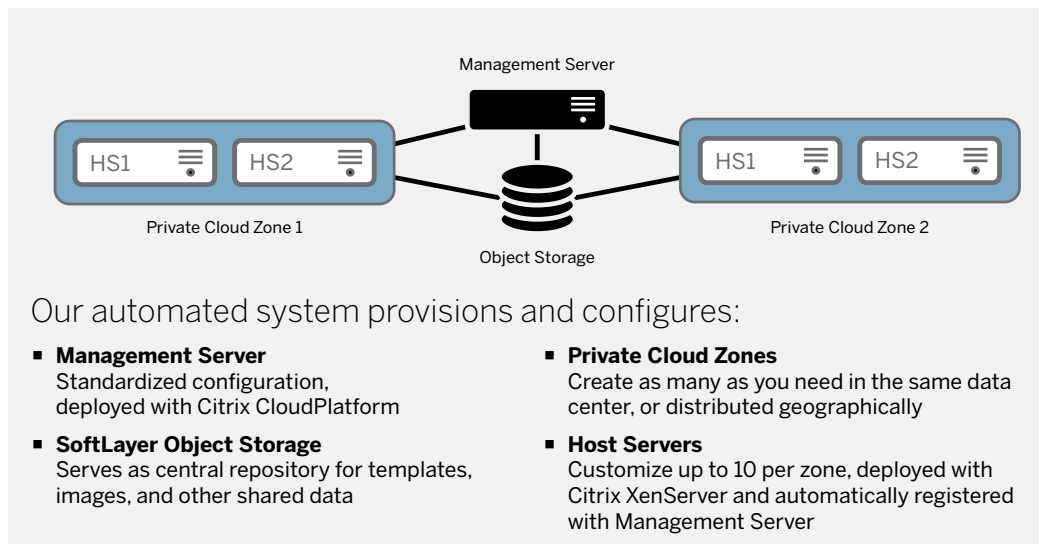 Management Server
HS1
HS2
HS1
HS2
Private Cloud Zone 1
Private Cloud Zone 2
Object Storage
Our automated system provisions and configures:
Management Server
Standardized configuration,
deployed with Citrix CloudPlatform
SoftLayer Object Storage
Serves as central repository for templates,
images, and other shared data
Private Cloud Zones
Create as many as you need in the same data
center, or distributed geographically
Host Servers
Customize up to 10 per zone, deployed with
Citrix XenServer and automatically registered
with Management Server